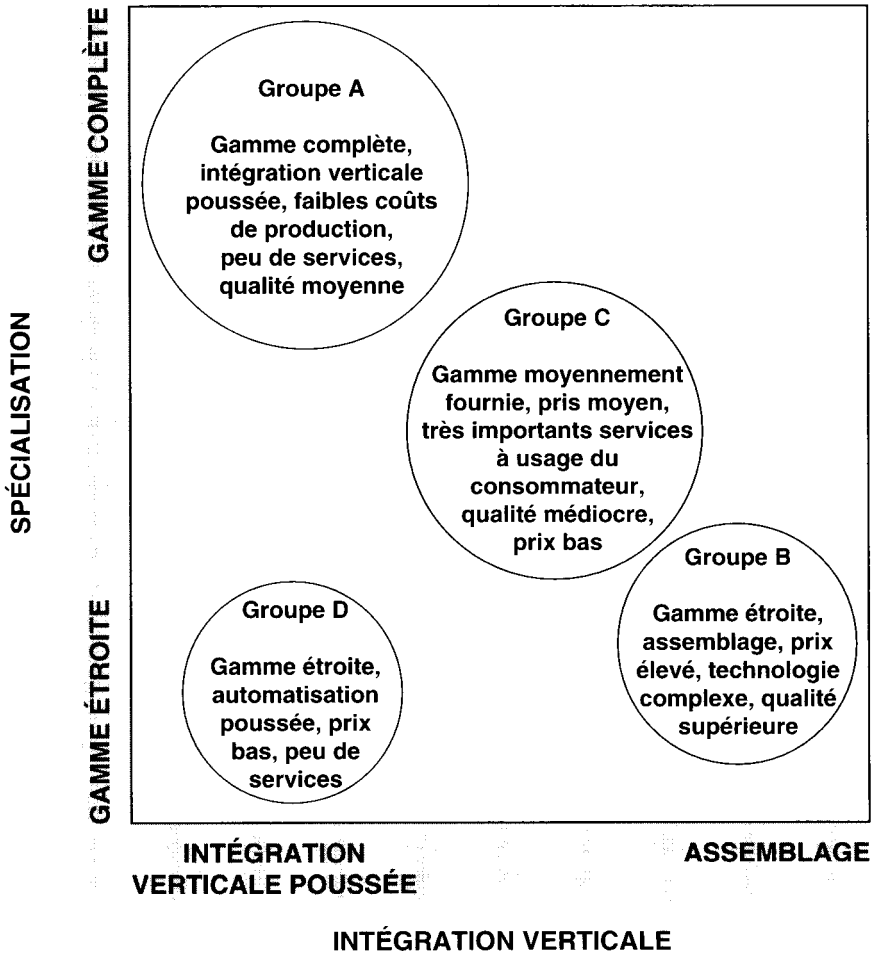 GAMME COMPLÈTE
Groupe A
Gamme complète,
intégration verticale
poussée, faibles coûts
de production,
peu de services,
qualité moyenne
SPÉCIALISATION
Groupe C
Gamme moyennement
fournie, pris moyen,
très importants services
à usage du
consommateur,
qualité médiocre,
prix bas
Groupe B
Gamme étroite,
assemblage, prix
élevé, technologie
complexe, qualité
supérieure
GAMME ÉTROITE
Groupe D
Gamme étroite,
automatisation
poussée, prix
bas, peu de
services
INTÉGRATION
VERTICALE POUSSÉE
ASSEMBLAGE
INTÉGRATION VERTICALE